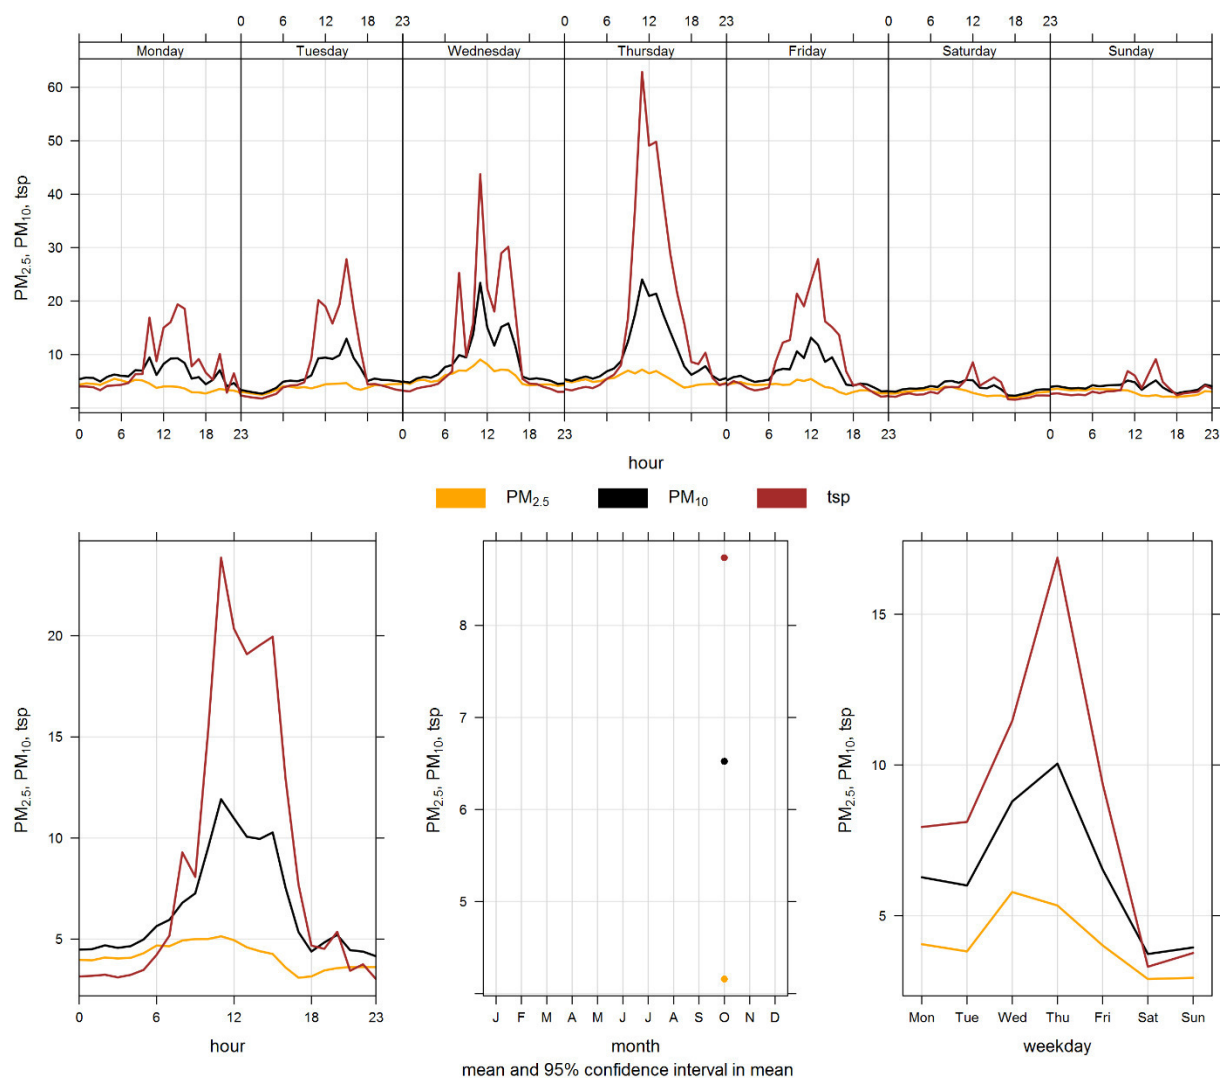 0 6 12 18 23 0 6 12 18 23 0 6 12 18 23 0 6 12 18 23
Monday Tuesday Wednesday Thursday Friday Saturday Sunday
60
50
40
30
20
10
PM2.5, PM10, tsp
0 6 12 18 23 0 6 12 18 23 0 6 12 18 23 0 6 12 18 23
hour
PM2.5 PM10 tsp
20
15
10
5
PM2.5, PM10, tsp
0 6 12 18 23
hour
8
7
6
5
PM2.5, PM10, tsp
J F M A M J J A S O N D
month
15
10
5
PM2.5, PM10, tsp
Mon Tue Wed Thu Fri Sat Sun
weekday
mean and 95% confidence interval in mean